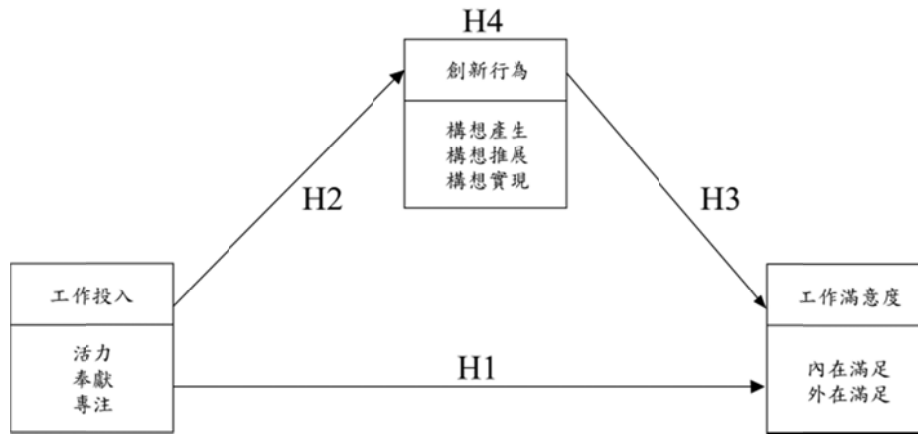 H4
創新行為
構想產生
構想推展
構想實現
H2
H3
工作投入
活力
奉獻
專注
H1
工作滿意度
內在滿足
外在滿足